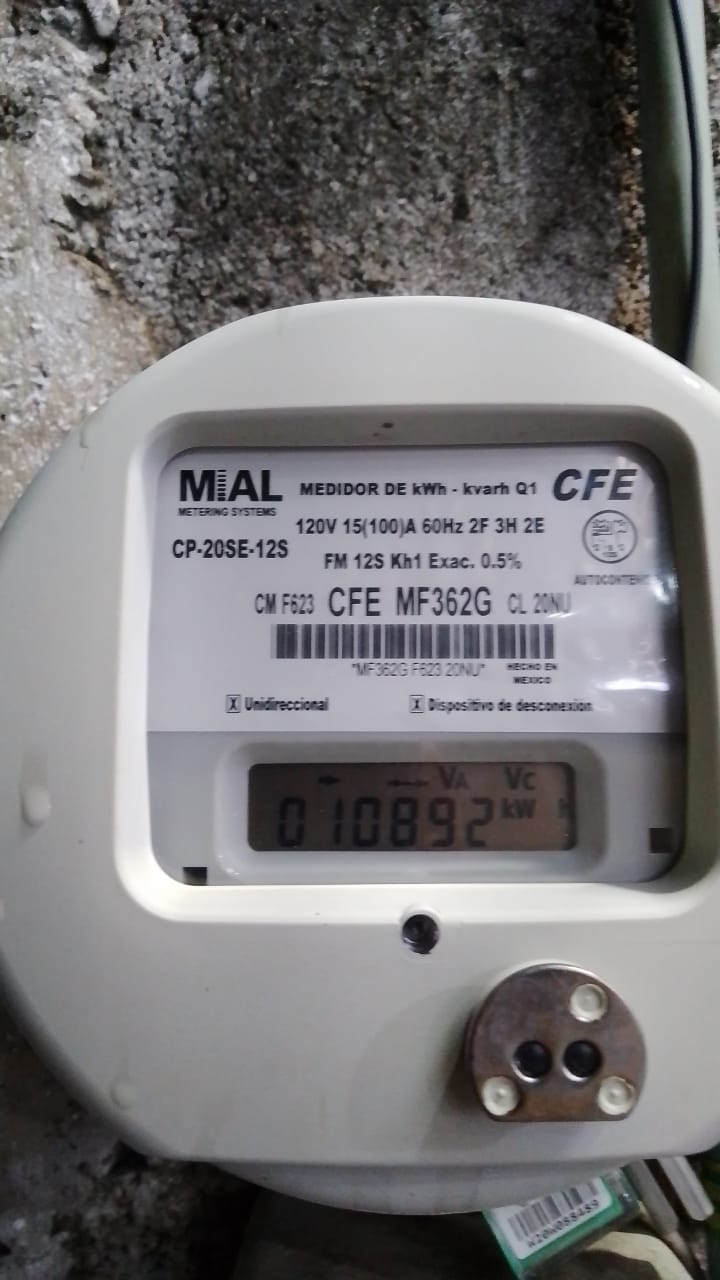 MIAL
METERING SYSTEMS
MEDIDOR DE kWh - kvarh Q1
CFE
120V 15(100)A 60Hz 2F 3H 2E
CP-20SE-12S
FM 12S Kh1 Exac. 0.5%
CM F623 CFE MF362G CL 20NU
*MF362G F623 20NU*
HECHO EN
MEXICO
X Unidireccional
X Dispositivo de desconexión
VA VC
010892 kW h